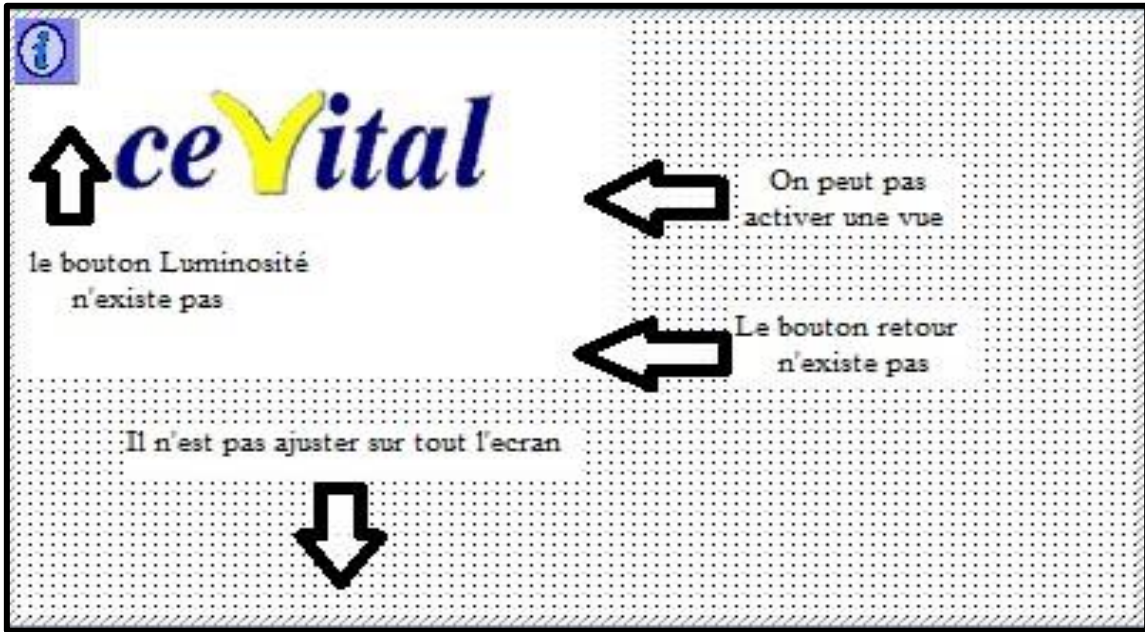 i
ceVital
On peut pas
activer une vue
le bouton Luminosité
n'existe pas
Le bouton retour
n'existe pas
Il n'est pas ajuster sur tout l'ecran